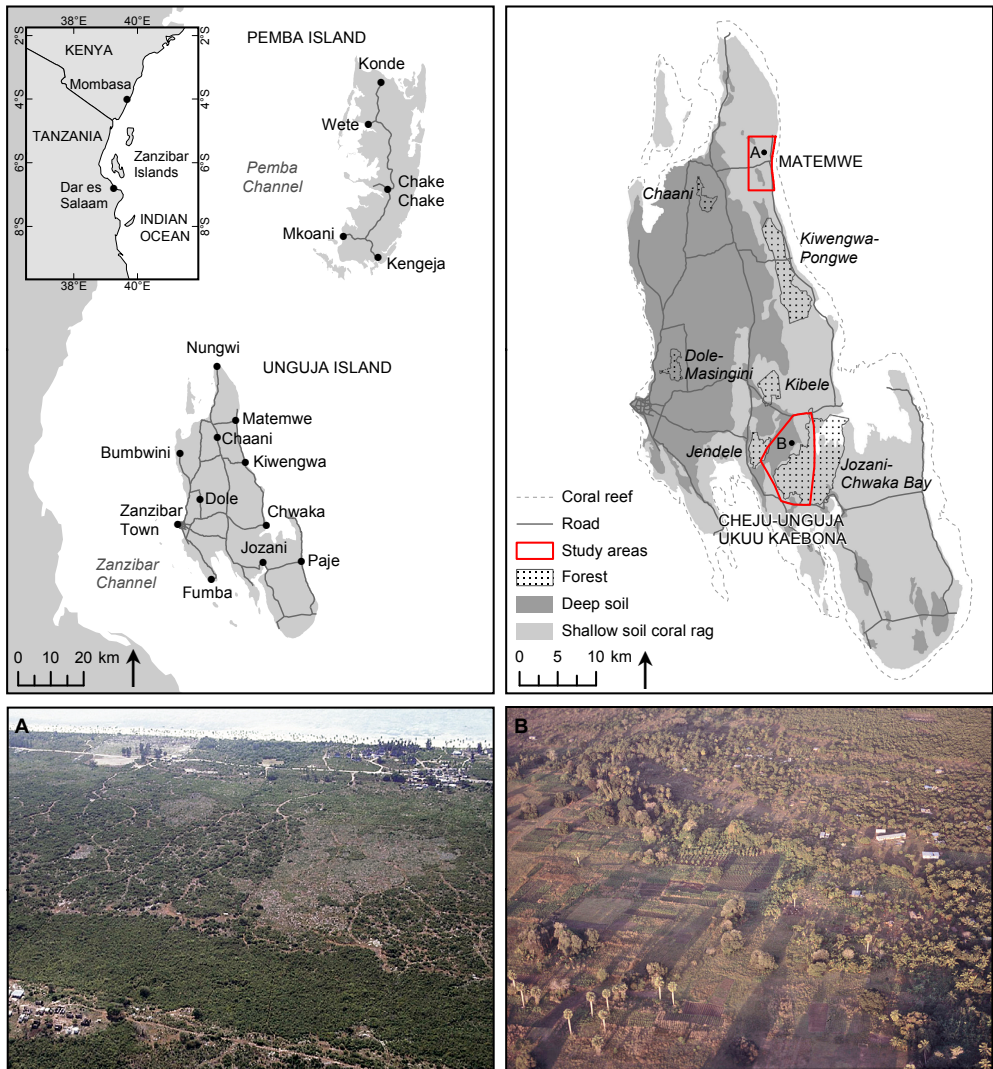 38°E
40°E
2°S
4°S
6°S
8°S
38°E
40°E
KENYA
Mombasa
TANZANIA
Zanzibar
Islands
Dar es
Salaam
INDIAN
OCEAN
PEMBA ISLAND
Konde
Wete
Pemba
Channel
Chake
Chake
Mkoani
Kengeja
UNGUJA ISLAND
Nungwi
Matemwe
Chaani
Bumbwini
Kiwengwa
Dole
Zanzibar
Town
Chwaka
Jozani
Paje
Zanzibar
Channel
Fumba
0 10 20 km
A
MATEMWE
Chaani
Kiwengwa-
Pongwe
Dole-
Masingini
Kibele
B
Jendele
Jozani-
Chwaka Bay
CHEJU-UNGUJA
UKUU KAEBONA
Coral reef
Road
Study areas
Forest
Deep soil
Shallow soil coral rag
0 5 10 km
A
B